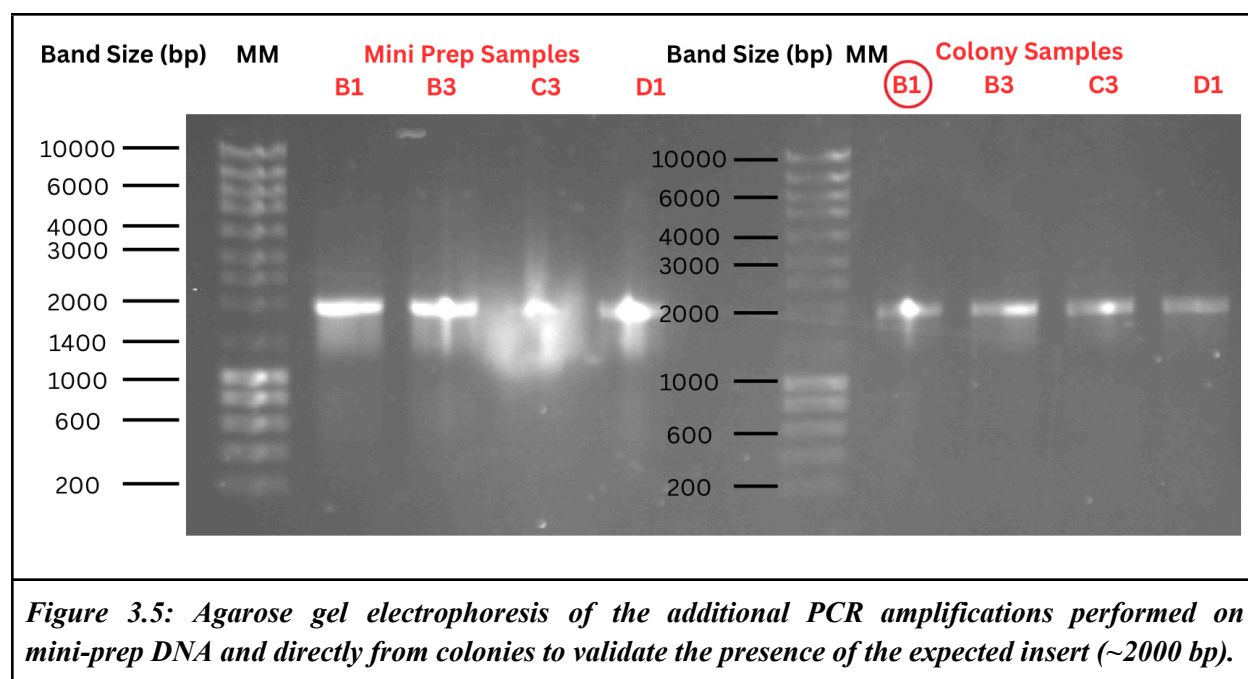 Band Size (bp) MM Mini Prep Samples Band Size (bp) MM Colony Samples
B1 B3 C3 D1 B1 B3 C3 D1
10000 10000
6000 6000
4000 4000
3000 3000
2000 2000
1400
1000 1000
600 600
200 200
Figure 3.5: Agarose gel electrophoresis of the additional PCR amplifications performed on
mini-prep DNA and directly from colonies to validate the presence of the expected insert (~2000 bp).